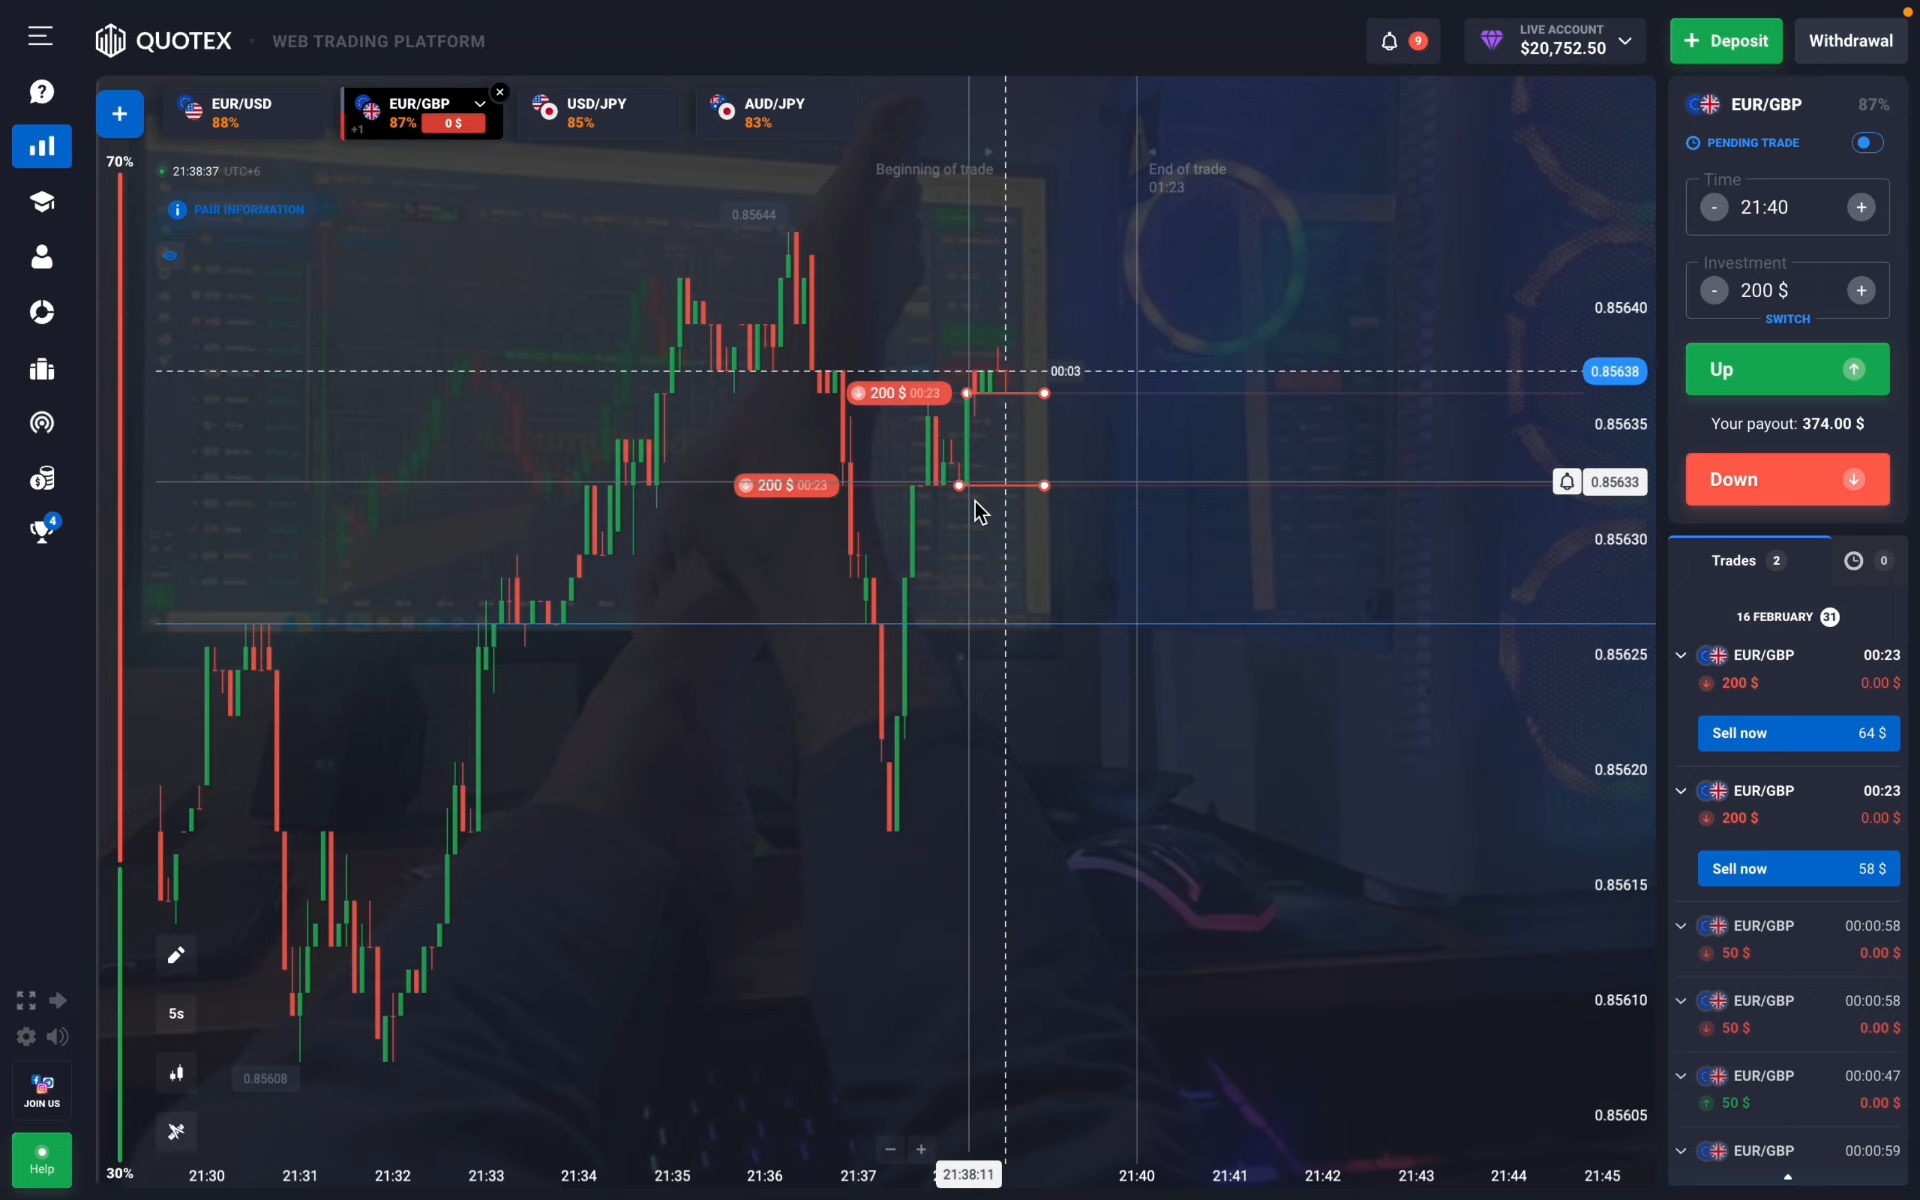 QUOTEX
WEB TRADING PLATFORM
9
LIVE ACCOUNT
$20,752.50
Deposit
Withdrawal
EUR/USD
88%
EUR/GBP
87%
0 $
+1
USD/JPY
85%
AUD/JPY
83%
70%
21:38:37 UTC+6
PAIR INFORMATION
Beginning of trade
End of trade
01:23
0.85644
0.85640
00:03
0.85638
200 $ 00:23
0.85635
200 $ 00:23
0.85633
0.85630
0.85625
0.85620
0.85615
0.85610
0.85608
0.85605
5s
30%
21:30
21:31
21:32
21:33
21:34
21:35
21:36
21:37
21:38:11
21:40
21:41
21:42
21:43
21:44
21:45
4
JOIN US
Help
EUR/GBP
87%
PENDING TRADE
Time
- 21:40 +
Investment
- 200 $ +
SWITCH
Up
Your payout: 374.00 $
Down
Trades 2
0
16 FEBRUARY 31
EUR/GBP 00:23
200 $ 0.00 $
Sell now 64 $
EUR/GBP 00:23
200 $ 0.00 $
Sell now 58 $
EUR/GBP 00:00:58
50 $ 0.00 $
EUR/GBP 00:00:58
50 $ 0.00 $
EUR/GBP 00:00:47
50 $ 0.00 $
EUR/GBP 00:00:59